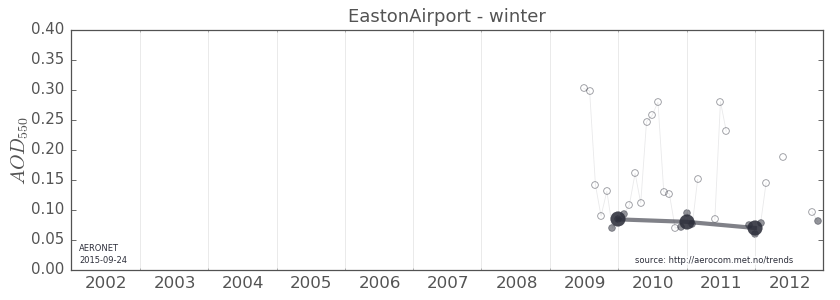 EastonAirport - winter
0.40
0.35
0.30
0.25
0.20
0.15
0.10
0.05
0.00
AOD550
AERONET
2015-09-24
source: http://aerocom.met.no/trends
2002 2003 2004 2005 2006 2007 2008 2009 2010 2011 2012